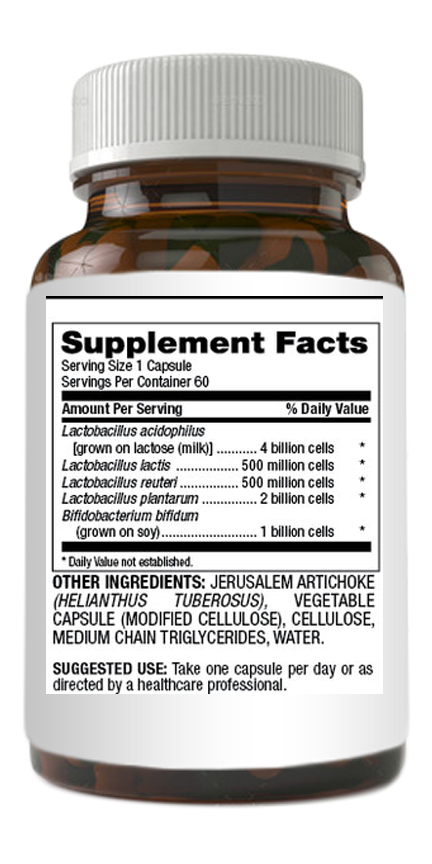 Supplement Facts
Serving Size 1 Capsule
Servings Per Container 60
Amount Per Serving % Daily Value
Lactobacillus acidophilus
[grown on lactose (milk)] ........... 4 billion cells *
Lactobacillus lactis ................. 500 million cells *
Lactobacillus reuteri ................ 500 million cells *
Lactobacillus plantarum ............... 2 billion cells *
Bifidobacterium bifidum
(grown on soy).......................... 1 billion cells *
* Daily Value not established.
OTHER INGREDIENTS: JERUSALEM ARTICHOKE
(HELIANTHUS TUBEROSUS), VEGETABLE
CAPSULE (MODIFIED CELLULOSE), CELLULOSE,
MEDIUM CHAIN TRIGLYCERIDES, WATER.
SUGGESTED USE: Take one capsule per day or as
directed by a healthcare professional.